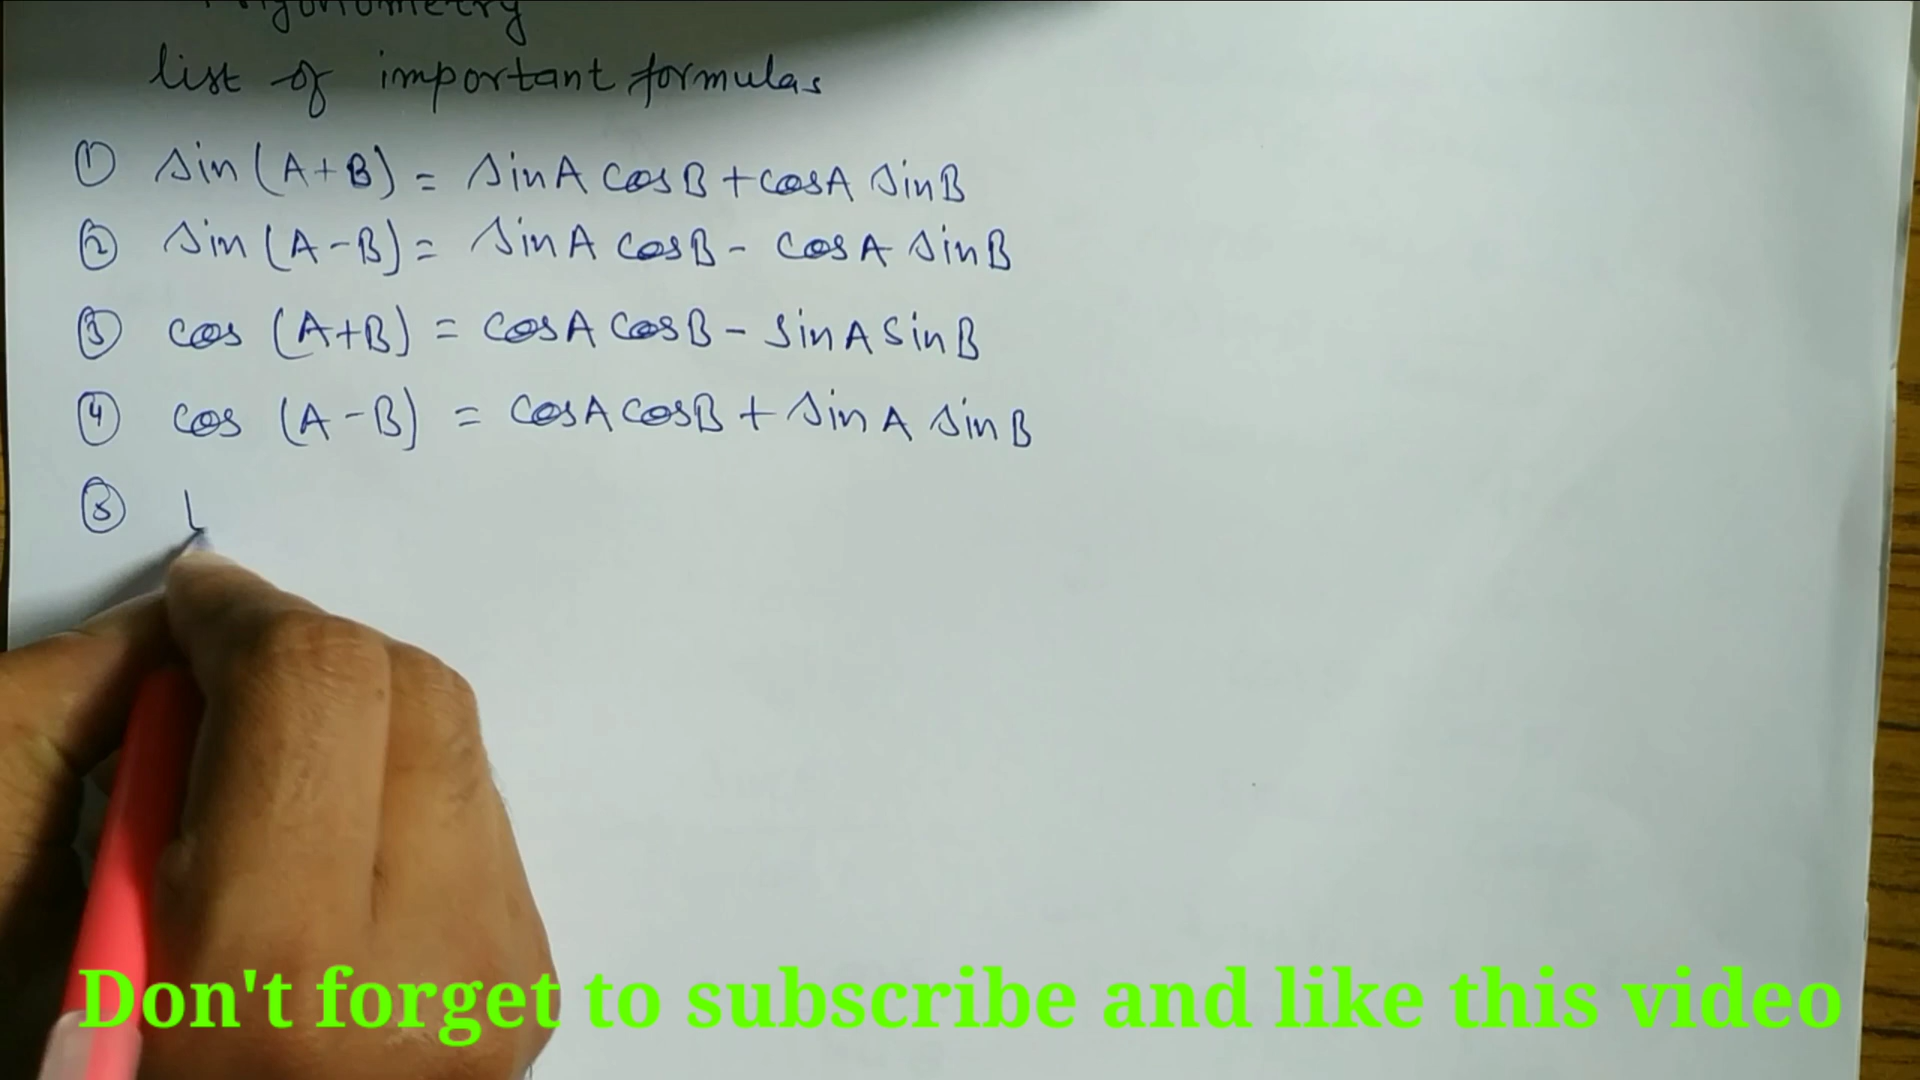 Trigonometry
list of important formulas
① sin (A+B) = sinA cosB + cosA sinB
② sin (A-B) = sinA cosB - cosA sinB
③ cos (A+B) = cosA cosB - sinA sinB
④ cos (A-B) = cosA cosB + sinA sinB
⑤
Don't forget to subscribe and like this video